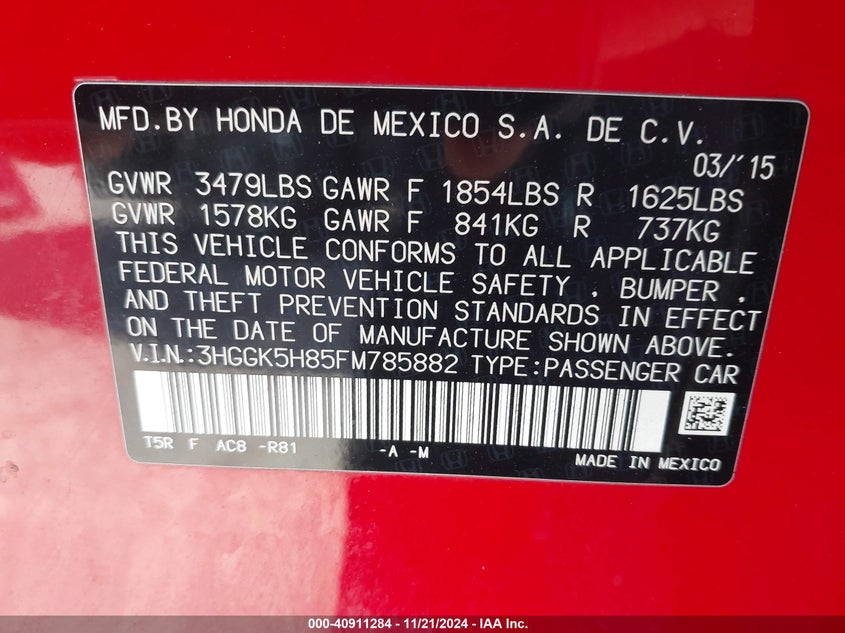 MFD.BY HONDA DE MEXICO S.A. DE C.V.
03/'15
GVWR 3479LBS GAWR F 1854LBS R 1625LBS
GVWR 1578KG GAWR F 841KG R 737KG
THIS VEHICLE CONFORMS TO ALL APPLICABLE
FEDERAL MOTOR VEHICLE SAFETY , BUMPER ,
AND THEFT PREVENTION STANDARDS IN EFFECT
ON THE DATE OF MANUFACTURE SHOWN ABOVE.
V.I.N.:3HGGK5H85FM785882 TYPE:PASSENGER CAR
T5R F AC8 -R81 -A -M
MADE IN MEXICO
000-40911284 - 11/21/2024 - IAA Inc.